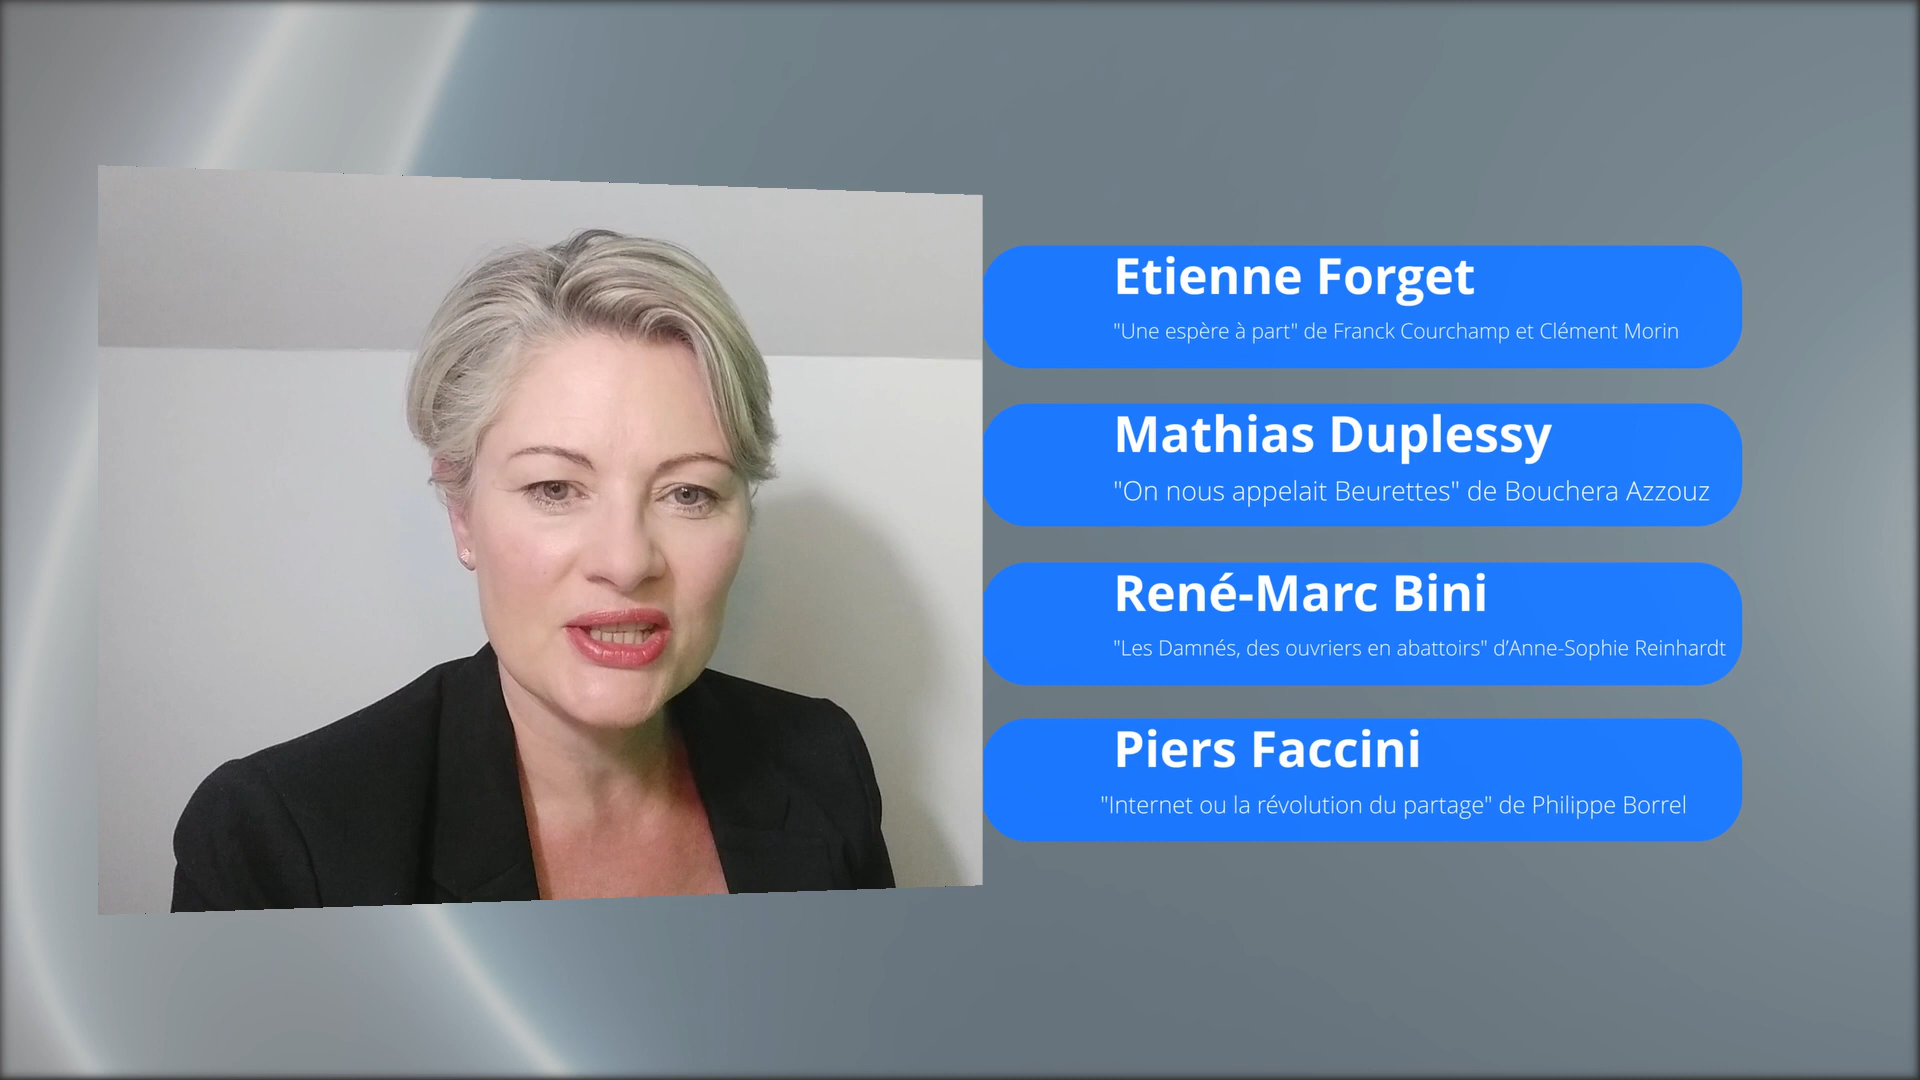 Etienne Forget
"Une espère à part" de Franck Courchamp et Clément Morin
Mathias Duplessy
"On nous appelait Beurettes" de Bouchera Azzouz
René-Marc Bini
"Les Damnés, des ouvriers en abattoirs" d’Anne-Sophie Reinhardt
Piers Faccini
"Internet ou la révolution du partage" de Philippe Borrel